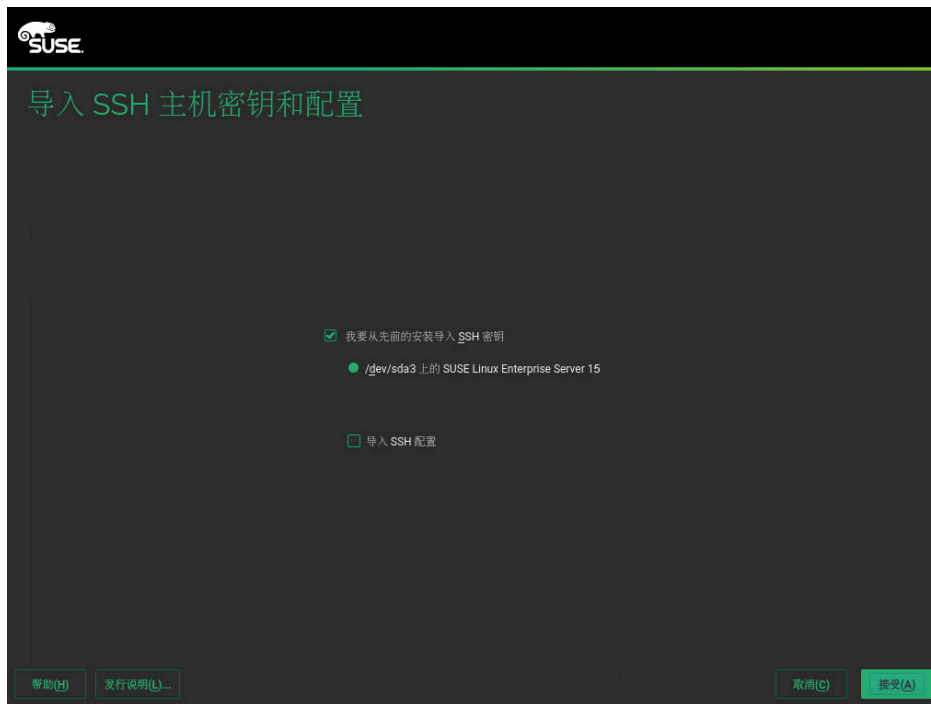 SUSE.
导入 SSH 主机密钥和配置
我要从先前的安装导入 SSH 密钥
/dev/sda3 上的 SUSE Linux Enterprise Server 15
导入 SSH 配置
帮助(H) 发行说明(L)... 取消(C) 接受(A)